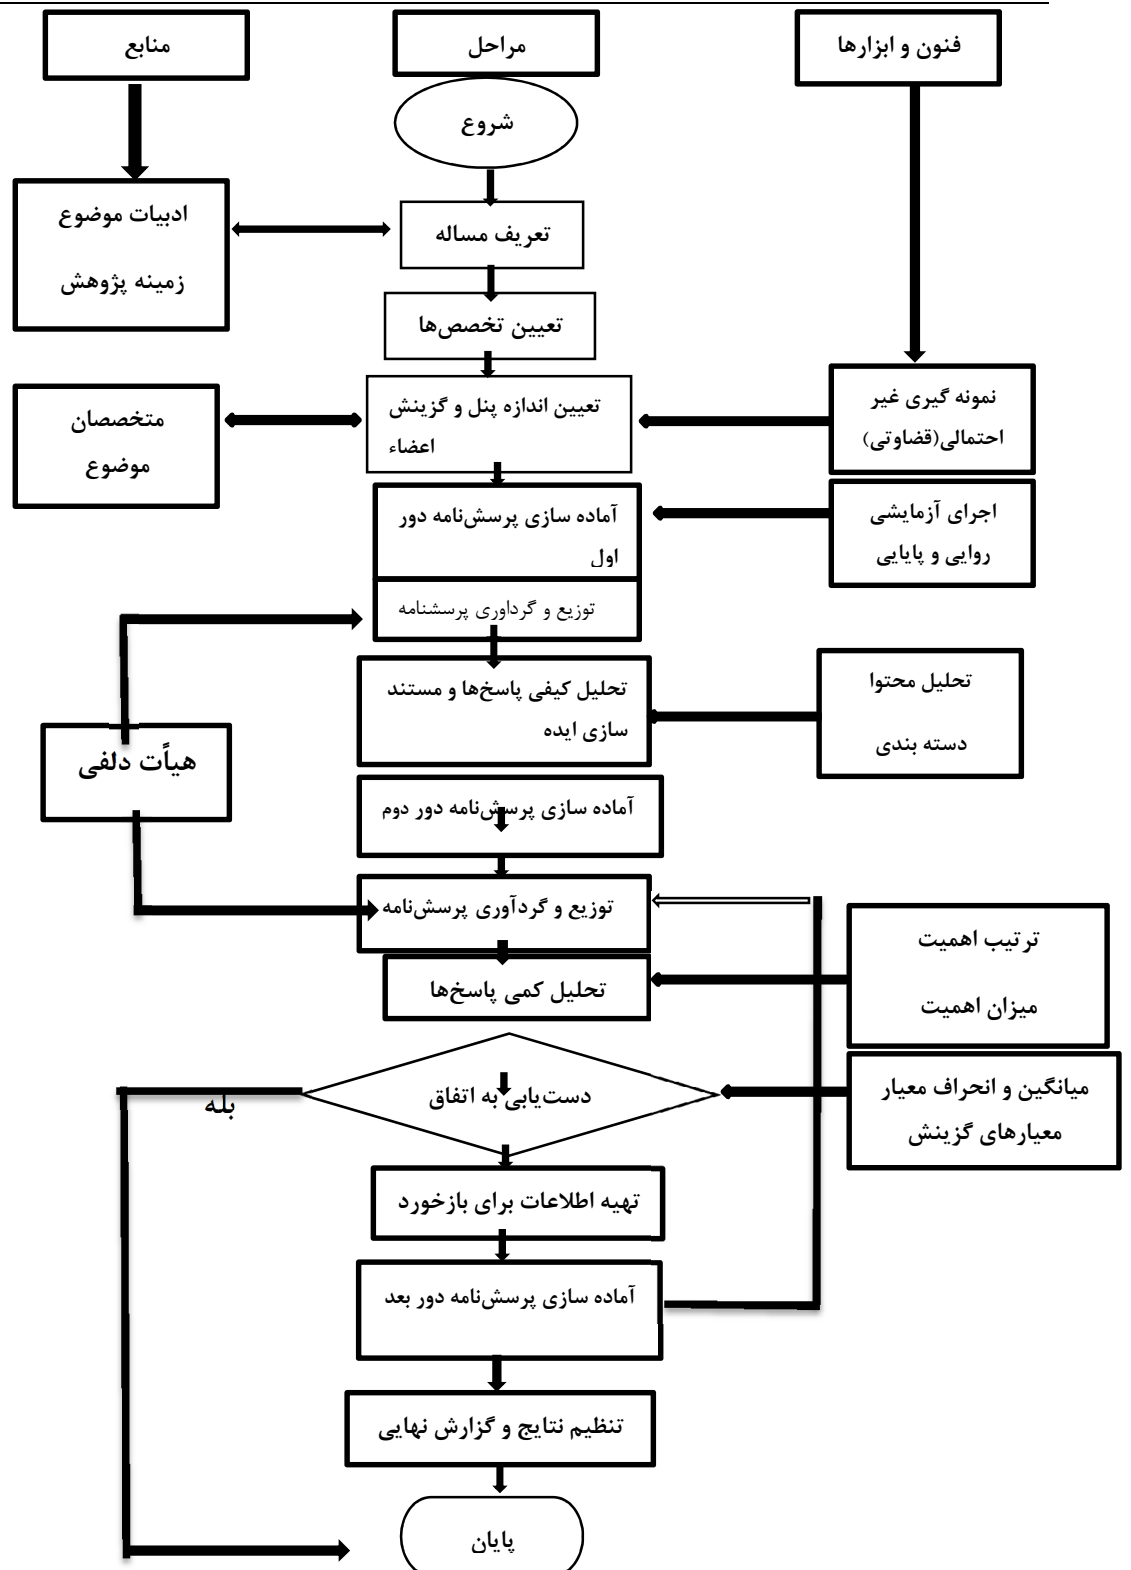 فنون و ابزارها
مراحل
منابع
شروع
ادبیات موضوع
زمینه پژوهش
تعریف مساله
تعیین تخصص‌ها
نمونه گیری غیر
احتمالی(قضاوتی)
تعیین اندازه پنل و گزینش
اعضاء
متخصصان
موضوع
اجرای آزمایشی
روایی و پایایی
آماده سازی پرسش‌نامه دور
اول
توزیع و گرداوری پرسشنامه
تحلیل محتوا
دسته بندی
تحلیل کیفی پاسخ‌ها و مستند
سازی ایده
هیأت دلفی
آماده سازی پرسش‌نامه دور دوم
توزیع و گردآوری پرسش‌نامه
ترتیب اهمیت
میزان اهمیت
تحلیل کمی پاسخ‌ها
میانگین و انحراف معیار
معیارهای گزینش
دست‌یابی به اتفاق
بله
تهیه اطلاعات برای بازخورد
آماده سازی پرسش‌نامه دور بعد
تنظیم نتایج و گزارش نهایی
پایان